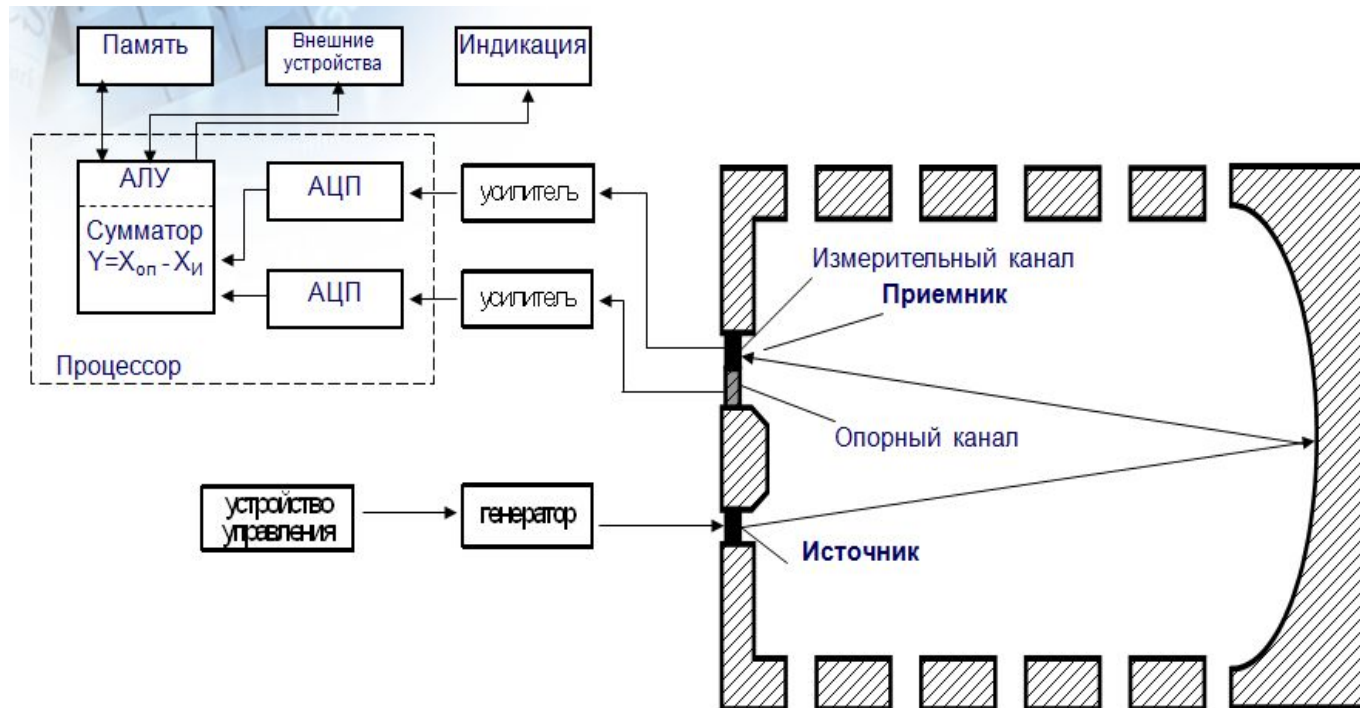 Память
Внешние
устройства
Индикация
АЛУ
Сумматор
Y=Xоп - XИ
АЦП
АЦП
усилитель
усилитель
Процессор
Измерительный канал
Приемник
Опорный канал
устройство
управления
генератор
Источник